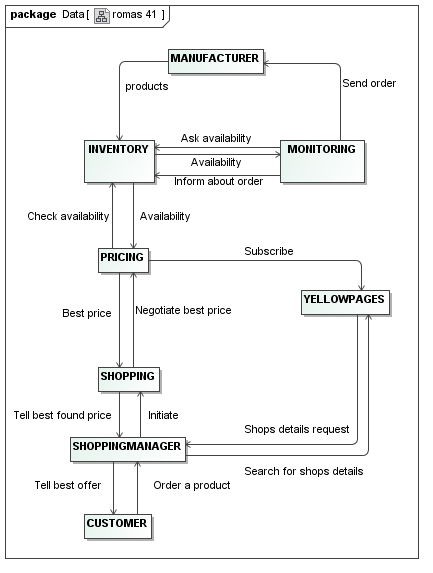 package Data [ romas 41 ]
MANUFACTURER
products
Send order
Ask availability
INVENTORY
MONITORING
Availability
Inform about order
Check availability
Availability
Subscribe
PRICING
YELLOWPAGES
Best price
Negotiate best price
SHOPPING
Tell best found price
Initiate
Shops details request
SHOPPINGMANAGER
Search for shops details
Tell best offer
Order a product
CUSTOMER